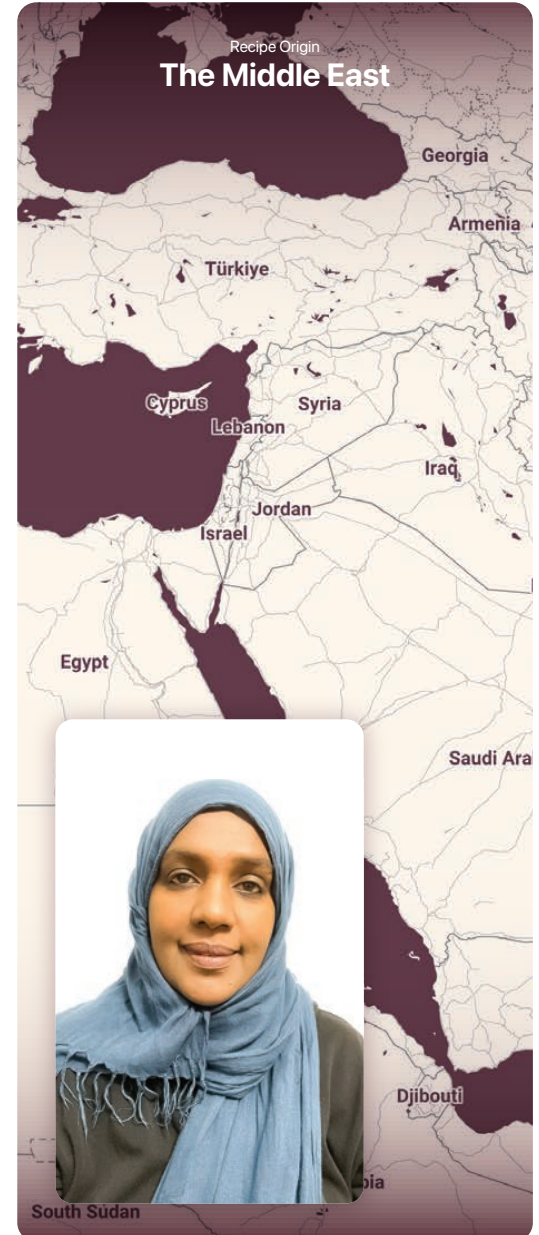 Recipe Origin
The Middle East
Georgia
Armenia
Türkiye
Cyprus
Syria
Lebanon
Iraq
Jordan
Israel
Egypt
Saudi Ara
Djibouti
bia
South Sudan